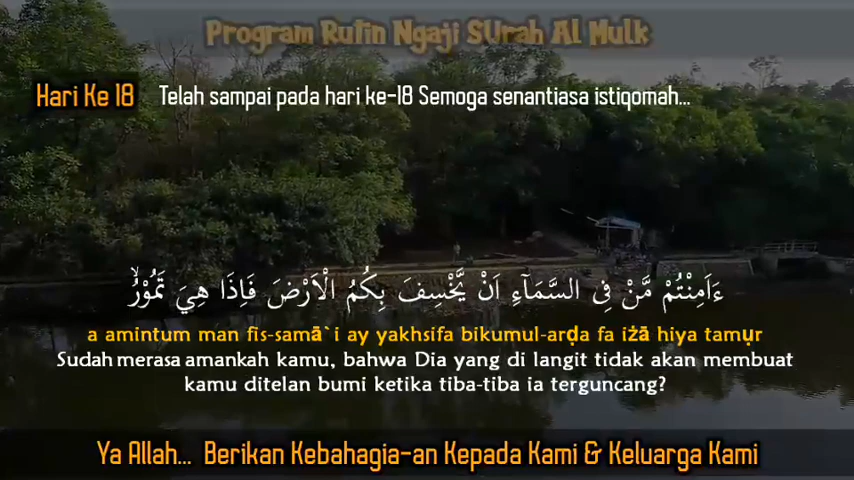 Program Rutin Ngaji SUrah Al Mulk
Hari Ke 18 Telah sampai pada hari ke-18 Semoga senantiasa istiqomah...
ءَاَمِنْتُمْ مَّنْ فِى السَّمَآءِ اَنْ يَّخْسِفَ بِكُمُ الْاَرْضَ فَاِذَا هِيَ تَمُوْرُۙ
a amintum man fis-samā`i ay yakhsifa bikumul-arḍa fa iżā hiya tamụr
Sudah merasa amankah kamu, bahwa Dia yang di langit tidak akan membuat
kamu ditelan bumi ketika tiba-tiba ia terguncang?
Ya Allah... Berikan Kebahagia-an Kepada Kami & Keluarga Kami